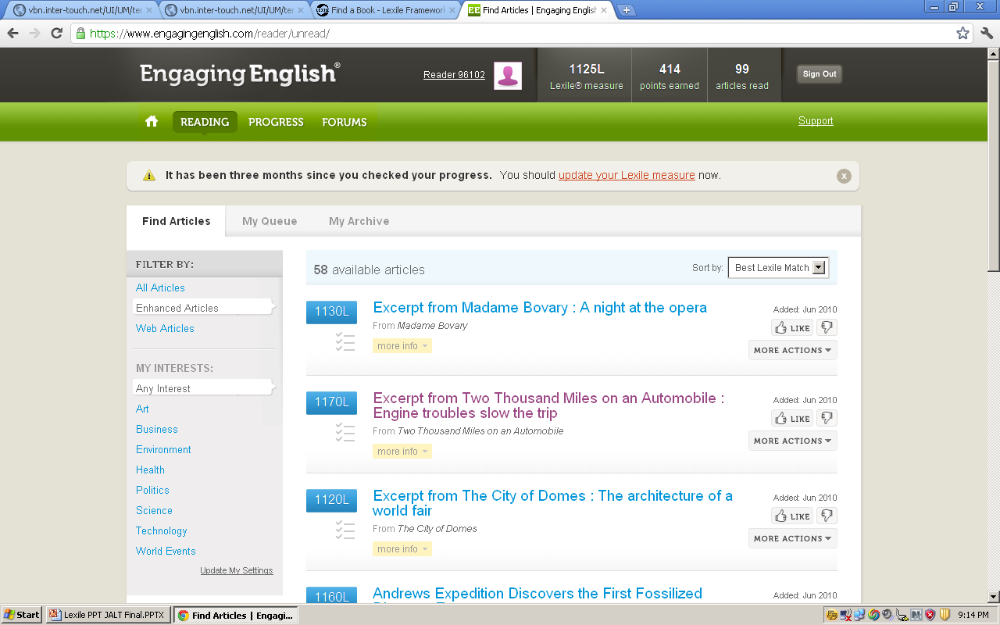 vbn.inter-touch.net/UI/UM/ter
vbn.inter-touch.net/UI/UM/ter
Find a Book - Lexile Framework
Find Articles | Engaging English
https://www.engagingenglish.com/reader/unread/
Engaging English®
Reader 96102
1125L
Lexile® measure
414
points earned
99
articles read
Sign Out
READING
PROGRESS
FORUMS
Support
It has been three months since you checked your progress. You should update your Lexile measure now.
Find Articles
My Queue
My Archive
FILTER BY:
All Articles
Enhanced Articles
Web Articles
MY INTERESTS:
Any Interest
Art
Business
Environment
Health
Politics
Science
Technology
World Events
Update My Settings
58 available articles
Sort by:
Best Lexile Match
1130L
Excerpt from Madame Bovary : A night at the opera
From Madame Bovary
more info
Added: Jun 2010
LIKE
MORE ACTIONS
1170L
Excerpt from Two Thousand Miles on an Automobile :
Engine troubles slow the trip
From Two Thousand Miles on an Automobile
more info
Added: Jun 2010
LIKE
MORE ACTIONS
1120L
Excerpt from The City of Domes : The architecture of a
world fair
From The City of Domes
more info
Added: Jun 2010
LIKE
MORE ACTIONS
1160L
Andrews Expedition Discovers the First Fossilized
Added: Jun 2010
Start
Lexile PPT JALT Final.PPTX
Find Articles | Engagi...
9:14 PM